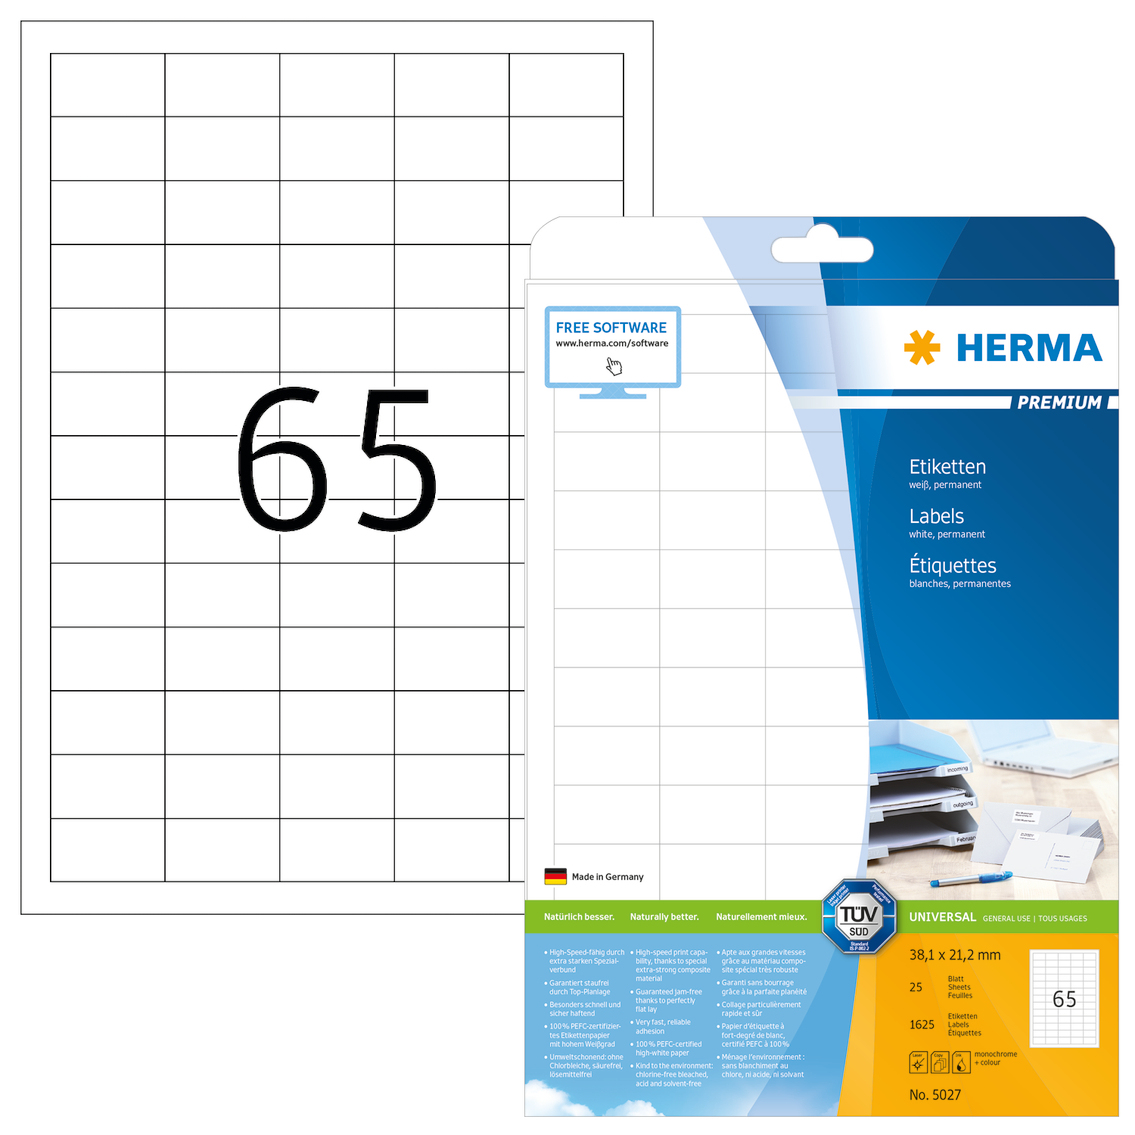 65
FREE SOFTWARE
www.herma.com/software
HERMA
PREMIUM
Etiketten
weiß, permanent
Labels
white, permanent
Étiquettes
blanches, permanentes
incoming
outgoing
Februar
Made in Germany
TÜV
SÜD
Natürlich besser.
Naturally better.
Naturellement mieux.
UNIVERSAL GENERAL USE | TOUS USAGES
• High-Speed-fähig durch
extra starken Spezial-
verbund
• Garantiert staufrei
durch Top-Planlage
• Besonders schnell und
sicher haftend
• 100% PEFC-zertifizier-
tes Etikettenpapier
mit hohem Weißgrad
• Umweltschonend: ohne
Chlorbleiche, säurefrei,
lösemittelfrei
• High-speed print capa-
bility, thanks to special
extra-strong composite
material
• Guaranteed jam-free
thanks to perfectly
flat lay
• Very fast, reliable
adhesion
• 100% PEFC-certified
high-white paper
• Kind to the environment:
chlorine-free bleached,
acid and solvent-free
• Apte aux grandes vitesses
grâce au matériau compo-
site spécial très robuste
• Garanti sans bourrage
grâce à la parfaite planéité
• Collage particulièrement
rapide et sûr
• Papier d'étiquette à
fort-degré de blanc,
certifié PEFC à 100%
• Ménage l'environnement :
sans blanchiment au
chlore, ni acide, ni solvant
38,1 x 21,2 mm
25
Blatt
Sheets
Feuilles
1625
Etiketten
Labels
Étiquettes
65
Laser
Copy
Ink
monochrome
+ colour
No. 5027